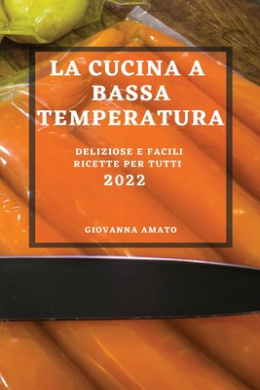 LA CUCINA A
BASSA
TEMPERATURA
DELIZIOSE E FACILI
RICETTE PER TUTTI
2022
GIOVANNA AMATO